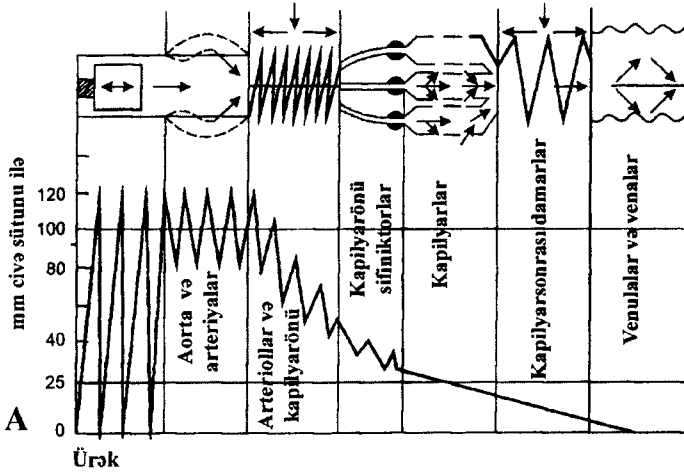 mm civə sütunu ilə
120
100
80
40
25
0
A
Ürək
Aorta və
arteriyalar
Arteriollar və
kapilyarönü
Kapilyarönü
sifiniktorlar
Kapilyarlar
Kapilyarsonrası damarlar
Venulalar və venalar